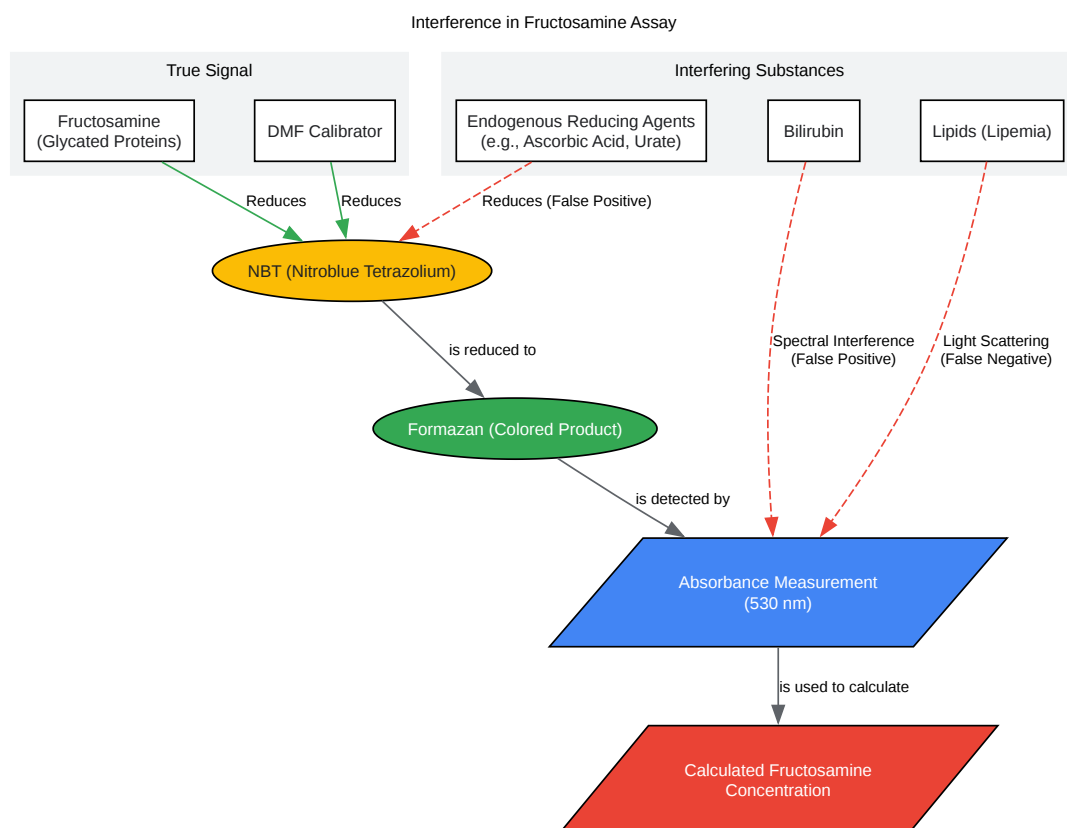 Interference in Fructosamine Assay
True Signal
Interfering Substances
Fructosamine
(Glycated Proteins)
DMF Calibrator
Endogenous Reducing Agents
(e.g., Ascorbic Acid, Urate)
Bilirubin
Lipids (Lipemia)
Reduces
Reduces
Reduces (False Positive)
NBT (Nitroblue Tetrazolium)
Spectral Interference
(False Positive)
Light Scattering
(False Negative)
is reduced to
Formazan (Colored Product)
is detected by
Absorbance Measurement
(530 nm)
is used to calculate
Calculated Fructosamine
Concentration